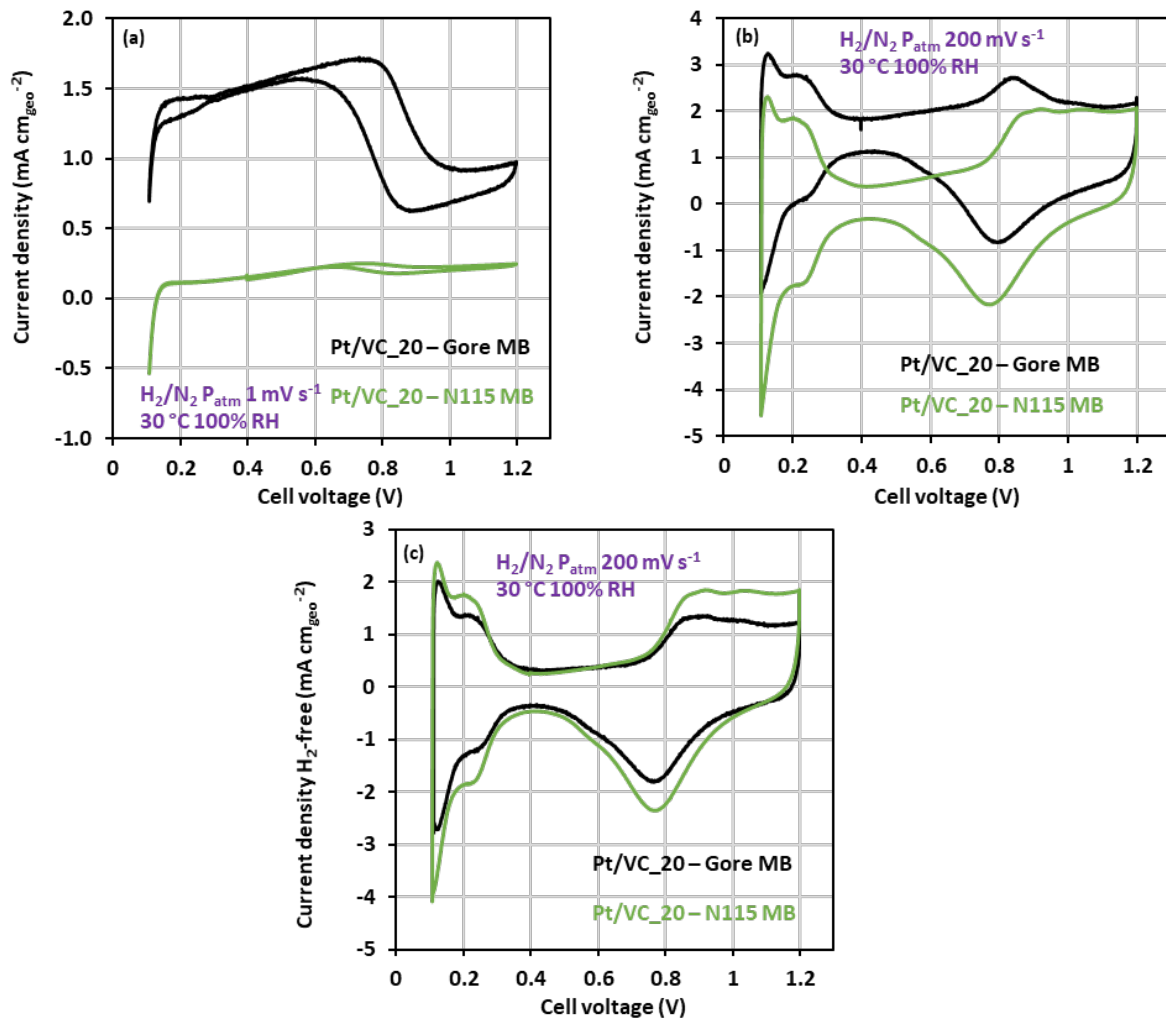 (a)
2.0
1.5
1.0
0.5
0.0
-0.5
-1.0
Current density (mA cm_geo^-2)
Pt/VC_20 – Gore MB
Pt/VC_20 – N115 MB
H₂/N₂ P_atm 1 mV s⁻¹
30 °C 100% RH
0 0.2 0.4 0.6 0.8 1 1.2
Cell voltage (V)
(b)
H₂/N₂ P_atm 200 mV s⁻¹
30 °C 100% RH
4
3
2
1
0
-1
-2
-3
-4
-5
Current density (mA cm_geo^-2)
Pt/VC_20 – Gore MB
Pt/VC_20 – N115 MB
0 0.2 0.4 0.6 0.8 1 1.2
Cell voltage (V)
(c)
H₂/N₂ P_atm 200 mV s⁻¹
30 °C 100% RH
3
2
1
0
-1
-2
-3
-4
-5
Current density H₂-free (mA cm_geo^-2)
Pt/VC_20 – Gore MB
Pt/VC_20 – N115 MB
0 0.2 0.4 0.6 0.8 1 1.2
Cell voltage (V)